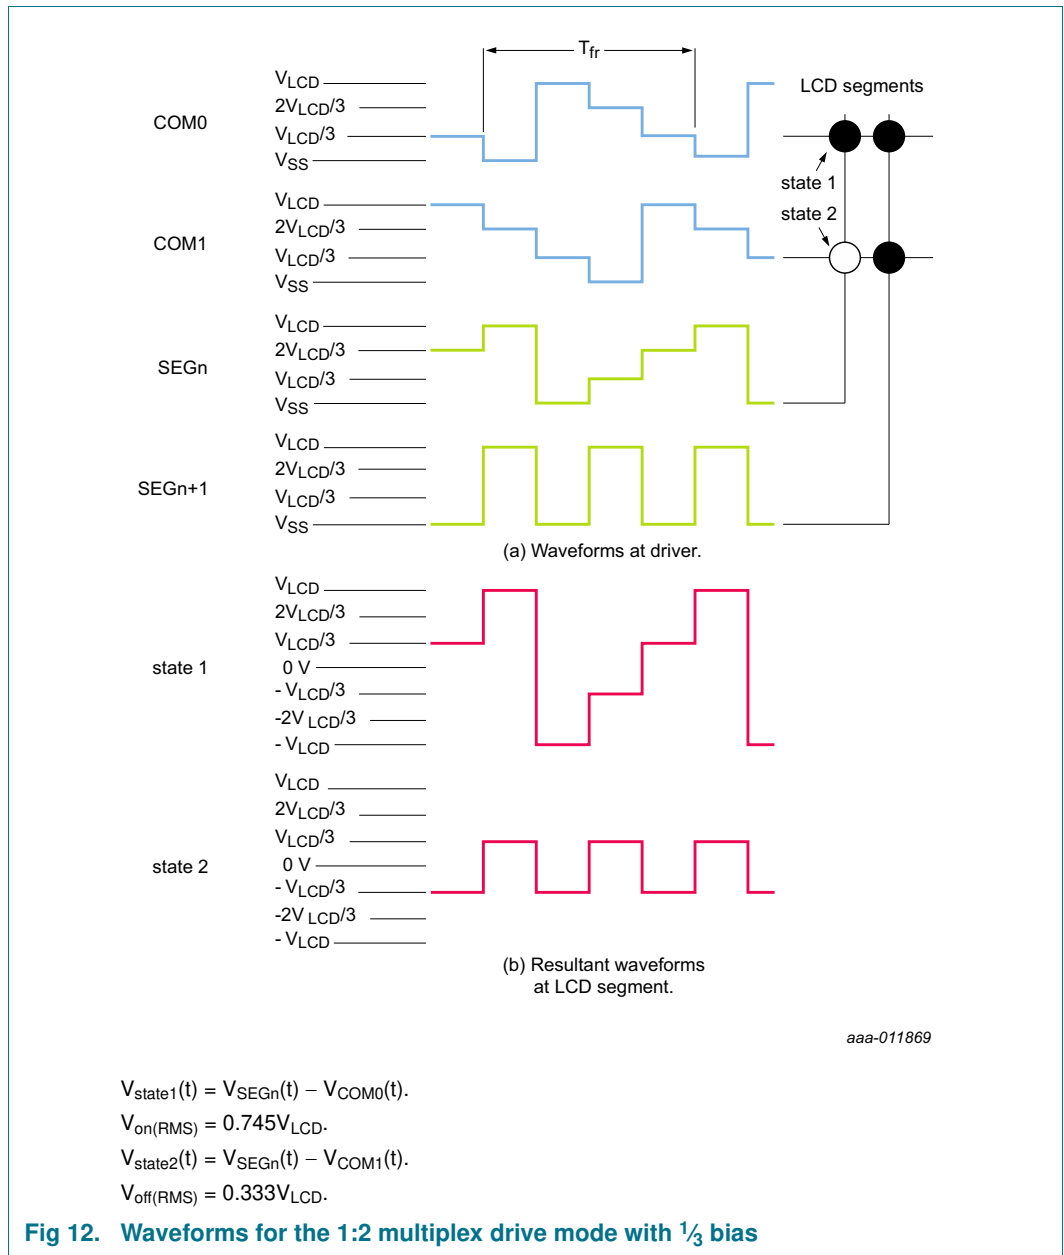 T_fr
V_LCD
2V_LCD/3
COM0
V_LCD/3
V_SS
LCD segments
state 1
state 2
V_LCD
2V_LCD/3
COM1
V_LCD/3
V_SS
V_LCD
2V_LCD/3
SEGn
V_LCD/3
V_SS
V_LCD
2V_LCD/3
SEGn+1
V_LCD/3
V_SS
(a) Waveforms at driver.
V_LCD
2V_LCD/3
V_LCD/3
state 1
0 V
- V_LCD/3
-2V_LCD/3
- V_LCD
V_LCD
2V_LCD/3
V_LCD/3
state 2
0 V
- V_LCD/3
-2V_LCD/3
- V_LCD
(b) Resultant waveforms
at LCD segment.
aaa-011869
V_state1(t) = V_SEGn(t) − V_COM0(t).
V_on(RMS) = 0.745V_LCD.
V_state2(t) = V_SEGn(t) − V_COM1(t).
V_off(RMS) = 0.333V_LCD.
Fig 12. Waveforms for the 1:2 multiplex drive mode with 1⁄3 bias